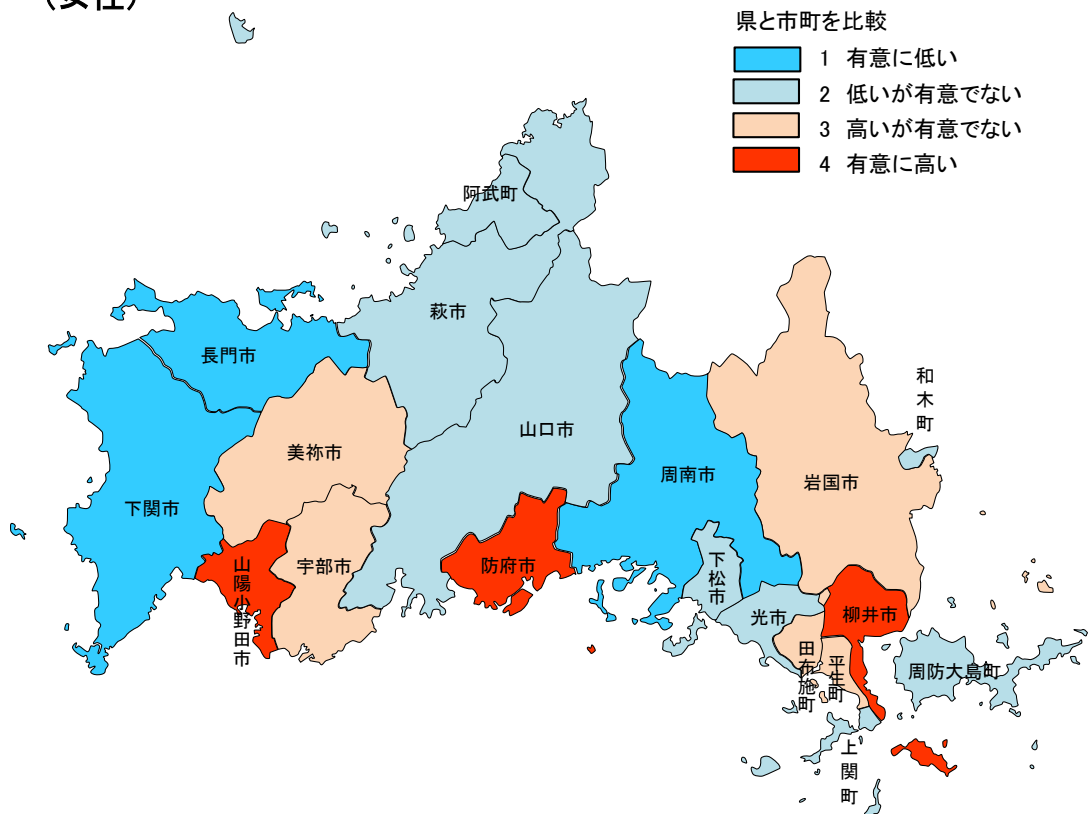 (女性)
県と市町を比較
1 有意に低い
2 低いが有意でない
3 高いが有意でない
4 有意に高い
阿武町
萩市
長門市
和木町
山口市
美祢市
周南市
岩国市
下関市
宇部市
山陽小野田市
防府市
下松市
光市
柳井市
田布施町
平生町
周防大島町
上関町